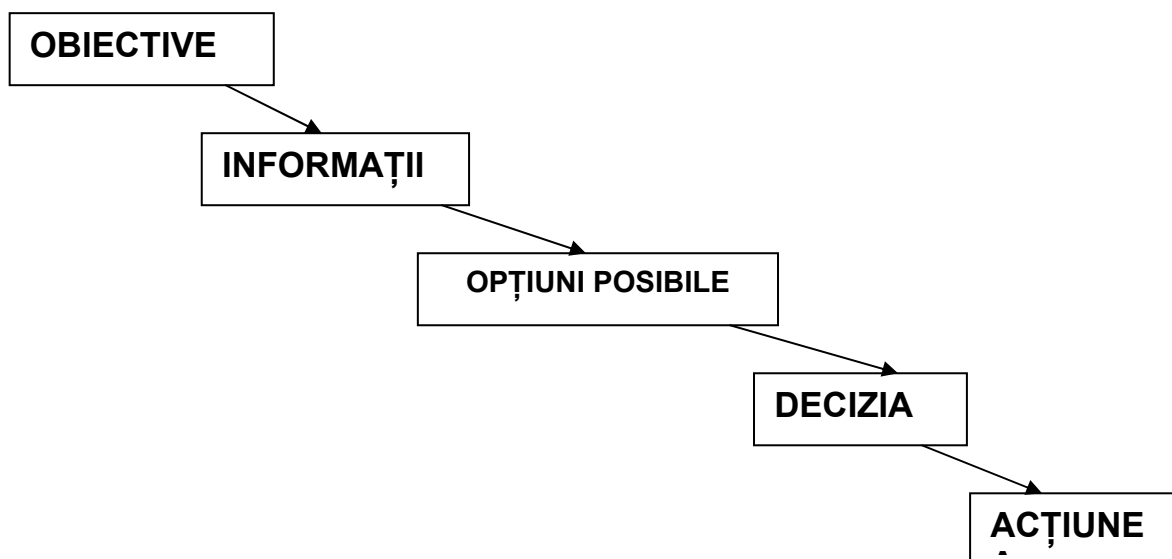 OBIECTIVE
INFORMAȚII
OPȚIUNI POSIBILE
DECIZIA
ACȚIUNE